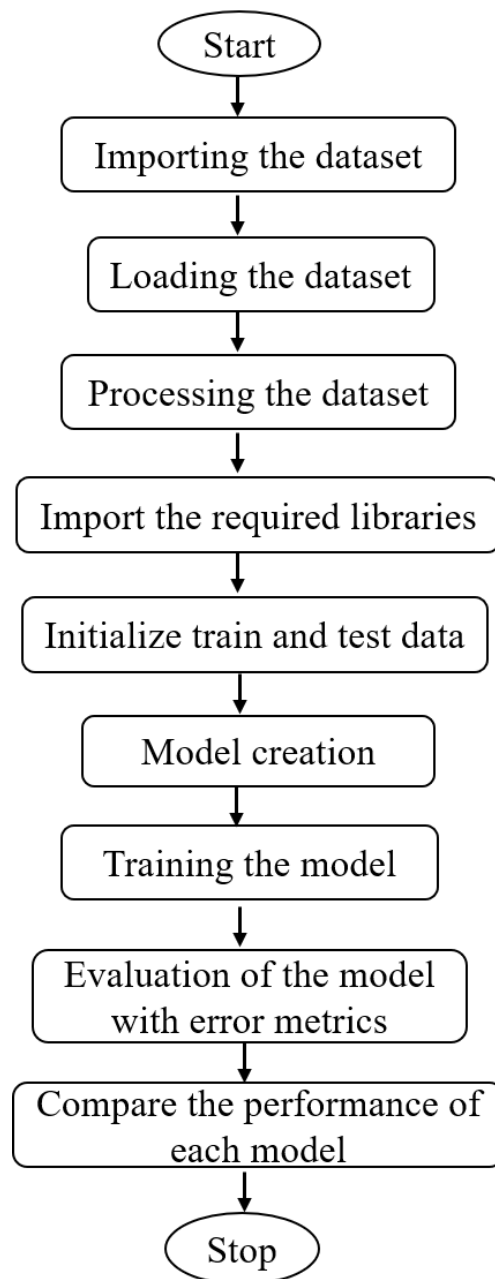 Start
Importing the dataset
Loading the dataset
Processing the dataset
Import the required libraries
Initialize train and test data
Model creation
Training the model
Evaluation of the model
with error metrics
Compare the performance of
each model
Stop